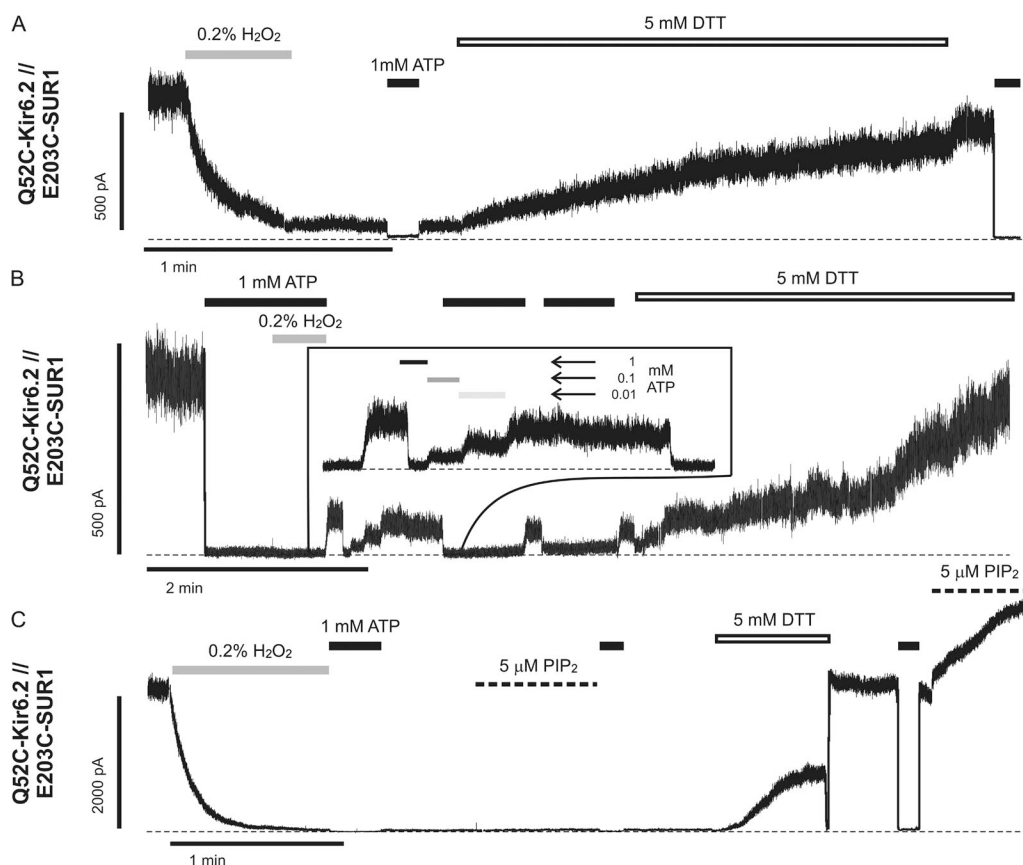 A
0.2% H₂O₂
5 mM DTT
1mM ATP
Q52C-Kir6.2 //
E203C-SUR1
500 pA
1 min
B
1 mM ATP
5 mM DTT
0.2% H₂O₂
1
0.1
0.01
mM
ATP
Q52C-Kir6.2 //
E203C-SUR1
500 pA
2 min
C
5 μM PIP₂
1 mM ATP
5 mM DTT
0.2% H₂O₂
5 μM PIP₂
Q52C-Kir6.2 //
E203C-SUR1
2000 pA
1 min